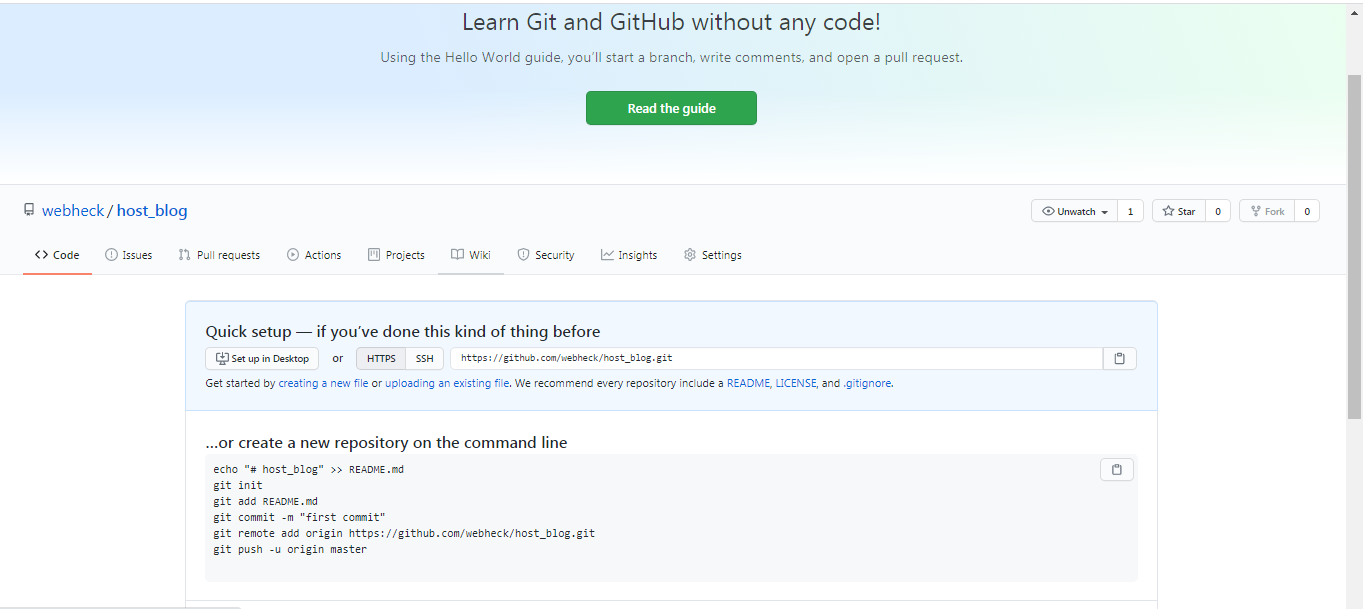 Learn Git and GitHub without any code!
Using the Hello World guide, you'll start a branch, write comments, and open a pull request.
Read the guide
webheck / host_blog
Unwatch 1 Star 0 Fork 0
Code Issues Pull requests Actions Projects Wiki Security Insights Settings
Quick setup — if you've done this kind of thing before
Set up in Desktop or HTTPS SSH https://github.com/webheck/host_blog.git
Get started by creating a new file or uploading an existing file. We recommend every repository include a README, LICENSE, and .gitignore.
…or create a new repository on the command line
echo "# host_blog" >> README.md
git init
git add README.md
git commit -m "first commit"
git remote add origin https://github.com/webheck/host_blog.git
git push -u origin master